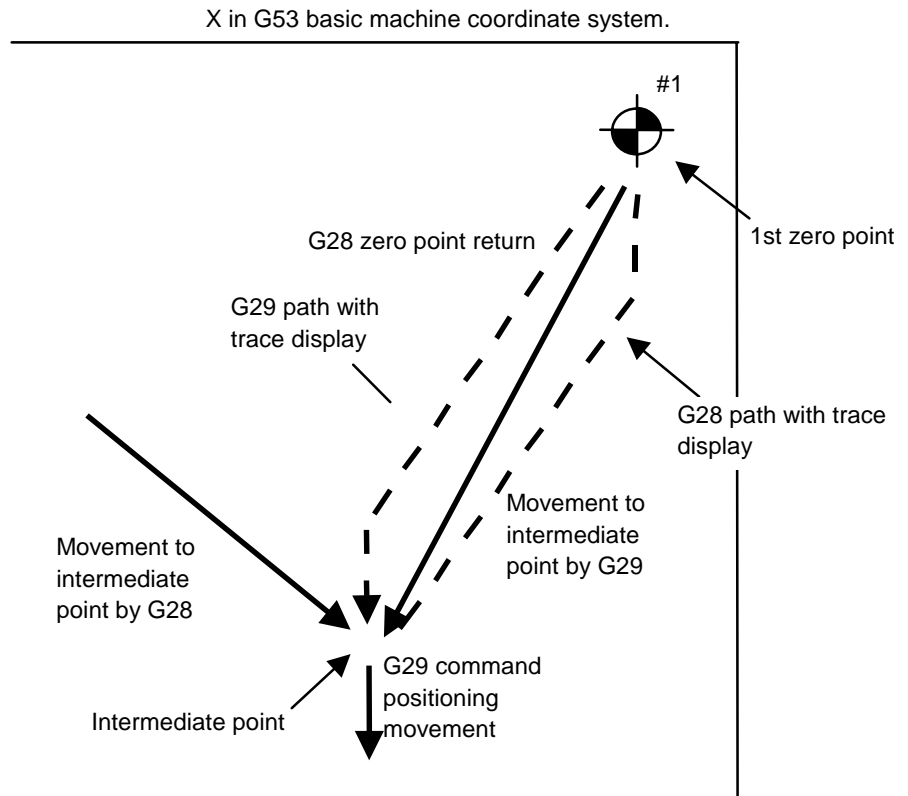 X in G53 basic machine coordinate system.
#1
1st zero point
G28 zero point return
G29 path with
trace display
G28 path with trace
display
Movement to
intermediate
point by G29
Movement to
intermediate
point by G28
G29 command
positioning
movement
Intermediate point